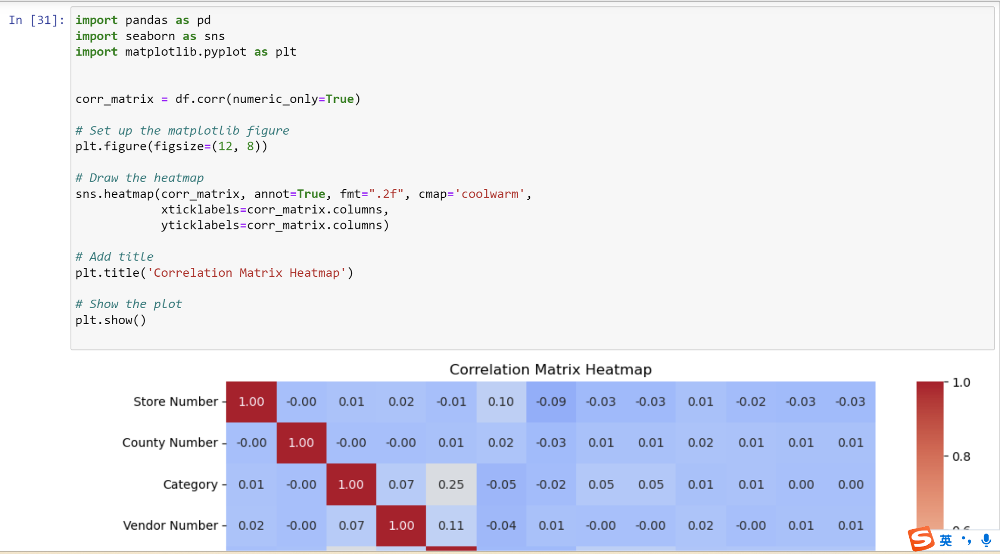 In [31]:
import pandas as pd
import seaborn as sns
import matplotlib.pyplot as plt
corr_matrix = df.corr(numeric_only=True)
# Set up the matplotlib figure
plt.figure(figsize=(12, 8))
# Draw the heatmap
sns.heatmap(corr_matrix, annot=True, fmt=".2f", cmap='coolwarm',
            xticklabels=corr_matrix.columns,
            yticklabels=corr_matrix.columns)
# Add title
plt.title('Correlation Matrix Heatmap')
# Show the plot
plt.show()
Correlation Matrix Heatmap
Store Number 1.00 -0.00 0.01 0.02 -0.01 0.10 -0.09 -0.03 -0.03 0.01 -0.02 -0.03 -0.03
County Number -0.00 1.00 -0.00 -0.00 0.01 0.02 -0.03 0.01 0.01 0.02 0.01 0.01 0.01
Category 0.01 -0.00 1.00 0.07 0.25 -0.05 -0.02 0.05 0.05 0.01 0.01 0.00 0.00
Vendor Number 0.02 -0.00 0.07 1.00 0.11 -0.04 0.01 -0.00 -0.00 0.02 -0.00 0.01 0.01
1.0
0.8
S 英